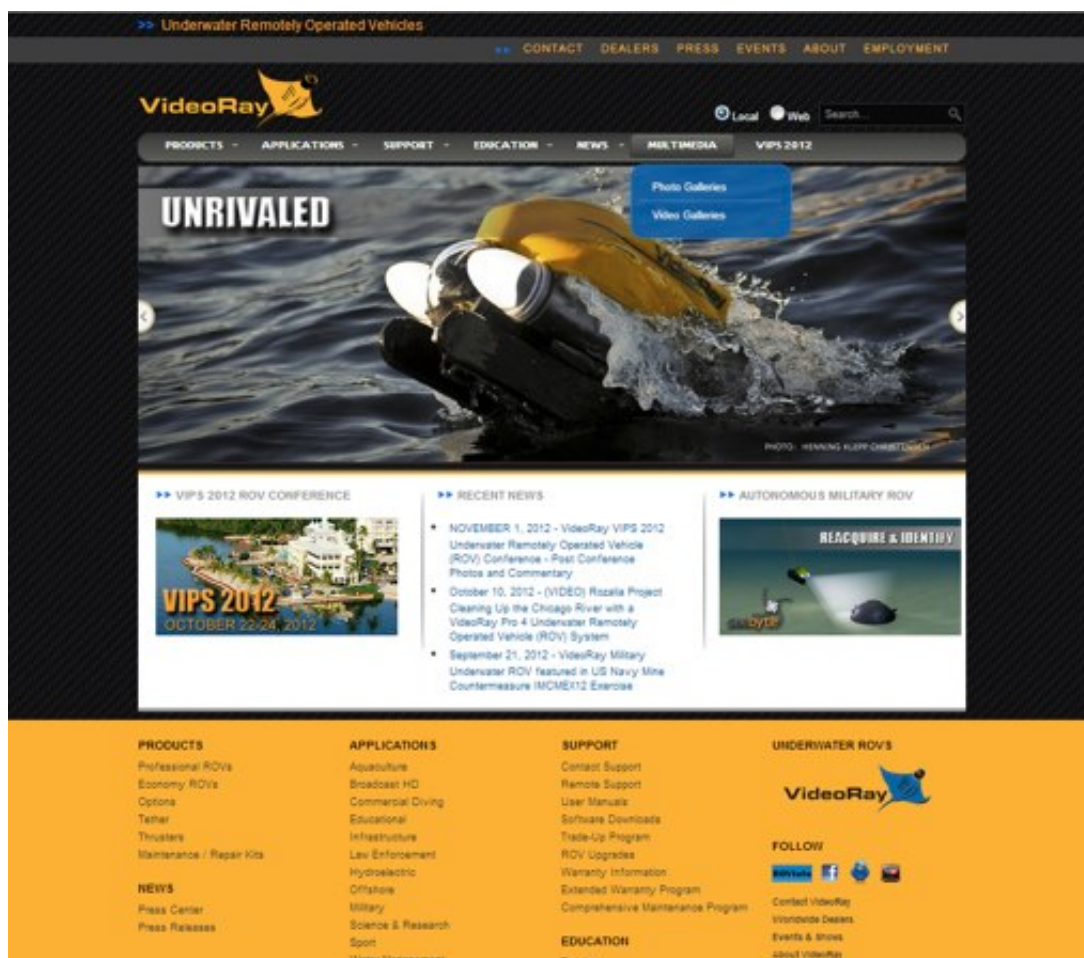 >> Underwater Remotely Operated Vehicles
>> CONTACT DEALERS PRESS EVENTS ABOUT EMPLOYMENT
VideoRay
Local Web Search...
PRODUCTS APPLICATIONS SUPPORT EDUCATION NEWS MULTIMEDIA VIPS 2012
Photo Galleries
Video Galleries
UNRIVALED
PHOTO: HENNING KLEPP CHRISTENSEN
VIPS 2012 ROV CONFERENCE
VIPS 2012
OCTOBER 22-24, 2012
RECENT NEWS
NOVEMBER 1, 2012 - VideoRay VIPS 2012
Underwater Remotely Operated Vehicle
(ROV) Conference - Post Conference
Photos and Commentary
October 10, 2012 - (VIDEO) Rozalia Project
Cleaning Up the Chicago River with a
VideoRay Pro 4 Underwater Remotely
Operated Vehicle (ROV) System
September 21, 2012 - VideoRay Military
Underwater ROV featured in US Navy Mine
Countermeasure IMCMEX12 Exercise
AUTONOMOUS MILITARY ROV
REACQUIRE & IDENTIFY
byte
PRODUCTS
Professional ROVs
Economy ROVs
Options
Tether
Thrusters
Maintenance / Repair Kits
NEWS
Press Center
Press Releases
APPLICATIONS
Aquaculture
Broadcast HD
Commercial Diving
Educational
Infrastructure
Law Enforcement
Hydroelectric
Offshore
Military
Science & Research
Sport
Water Management
SUPPORT
Contact Support
Remote Support
User Manuals
Software Downloads
Trade-Up Program
ROV Upgrades
Warranty Information
Extended Warranty Program
Comprehensive Maintenance Program
EDUCATION
UNDERWATER ROVS
VideoRay
FOLLOW
ROVinfo
Contact VideoRay
Worldwide Dealers
Events & Shows
About VideoRay